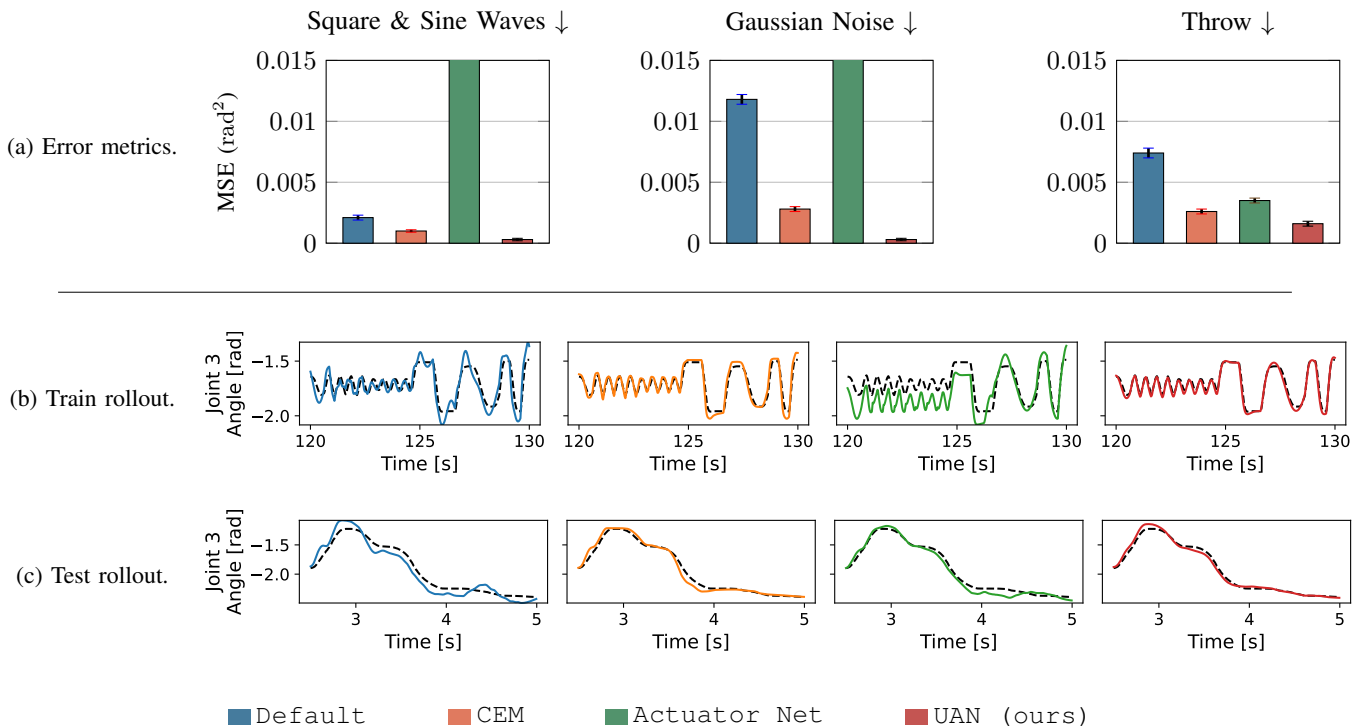 Square & Sine Waves ↓
Gaussian Noise ↓
Throw ↓
(a) Error metrics.
MSE (rad²)
0.015
0.01
0.005
0
0.015
0.01
0.005
0
0.015
0.01
0.005
0
(b) Train rollout.
Joint 3
Angle [rad]
−1.5
−2.0
120 125 130
Time [s]
120 125 130
Time [s]
120 125 130
Time [s]
120 125 130
Time [s]
(c) Test rollout.
Joint 3
Angle [rad]
−1.5
−2.0
3 4 5
Time [s]
3 4 5
Time [s]
3 4 5
Time [s]
3 4 5
Time [s]
Default CEM Actuator Net UAN (ours)